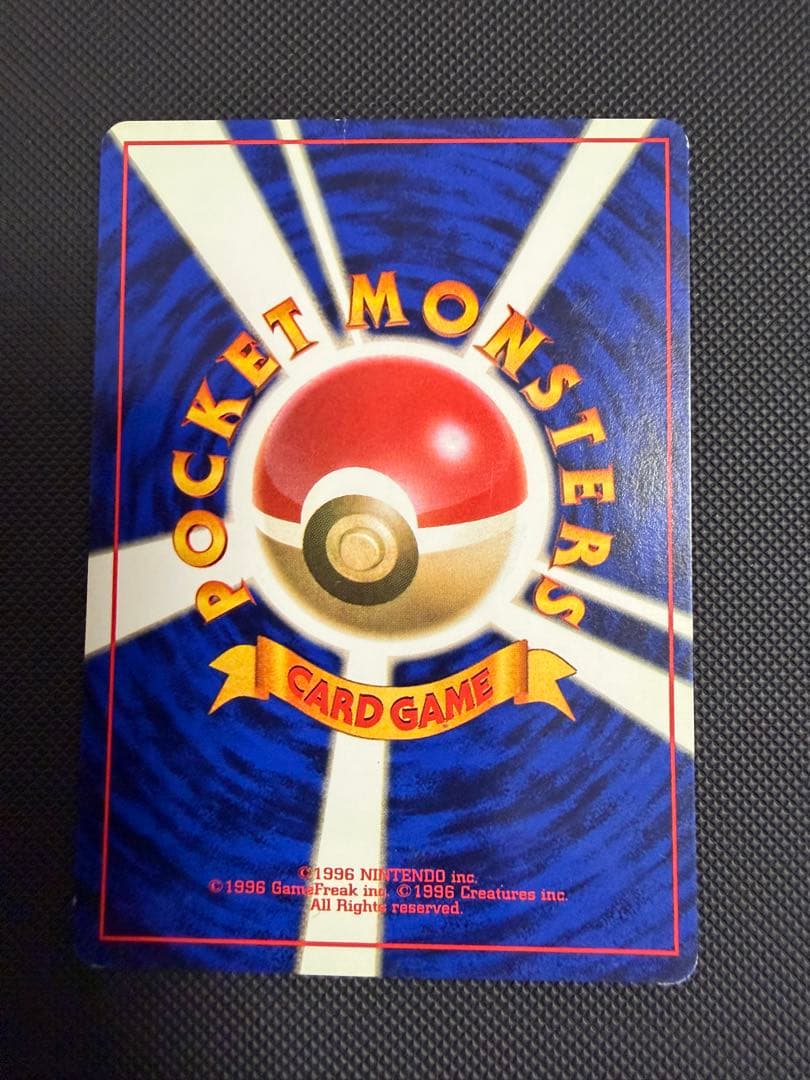 POCKET MONSTERS
CARD GAME
©1996 NINTENDO inc.
©1996 GameFreak inc. ©1996 Creatures inc.
All Rights reserved.